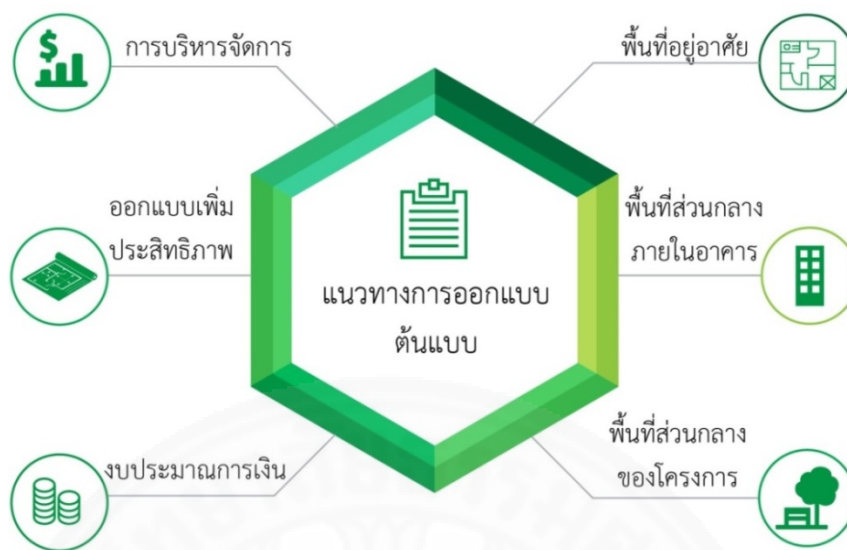 การบริหารจัดการ
พื้นที่อยู่อาศัย
ออกแบบเพิ่ม
ประสิทธิภาพ
พื้นที่ส่วนกลาง
ภายในอาคาร
แนวทางการออกแบบ
ต้นแบบ
งบประมาณการเงิน
พื้นที่ส่วนกลาง
ของโครงการ